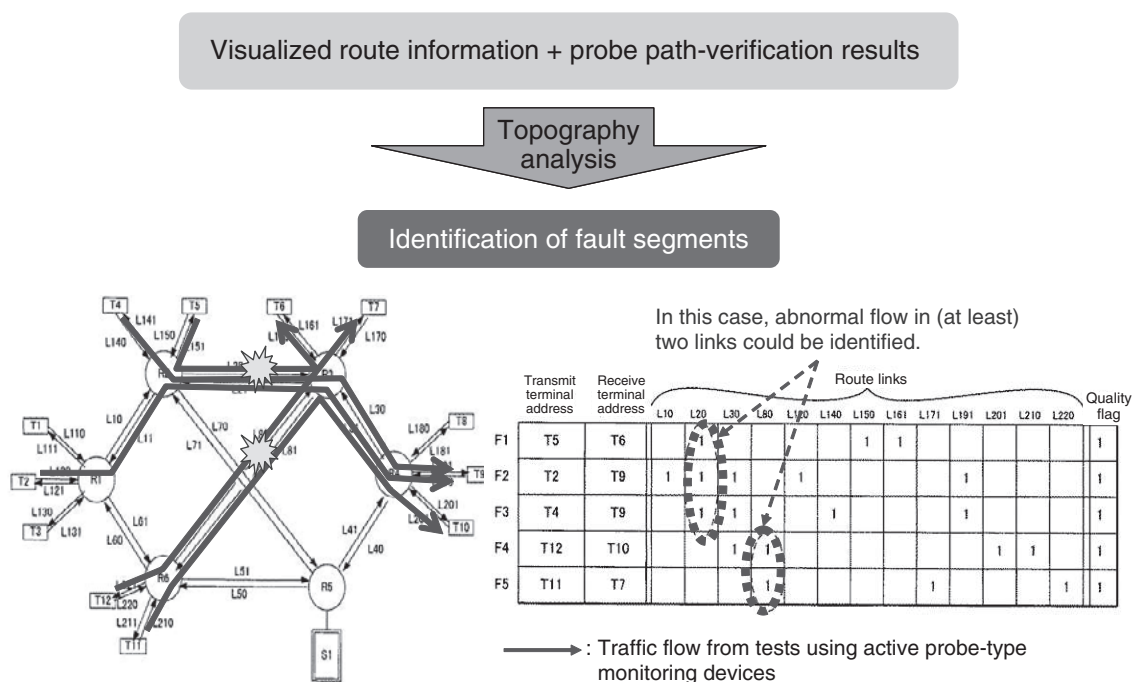 Visualized route information + probe path-verification results
Topography
analysis
Identification of fault segments
T4
L141
T5
T6
L161
T7
L150
L140
L151
L170
L10
L11
L70
L71
L81
L30
T1
L110
L111
T2
L121
R1
T3
L130
L131
T8
L180
L181
T9
L201
T10
L61
L60
L41
L40
R6
L51
L50
R5
T12
L220
L211
L210
T11
S1
In this case, abnormal flow in (at least)
two links could be identified.
Transmit
terminal
address
Receive
terminal
address
Route links
Quality
flag
L10 L20 L30 L80 L120 L140 L150 L161 L171 L191 L201 L210 L220
F1 T5 T6 1 1 1 1
F2 T2 T9 1 1 1 1 1 1
F3 T4 T9 1 1 1 1 1
F4 T12 T10 1 1 1 1 1
F5 T11 T7 1 1 1 1
: Traffic flow from tests using active probe-type
monitoring devices